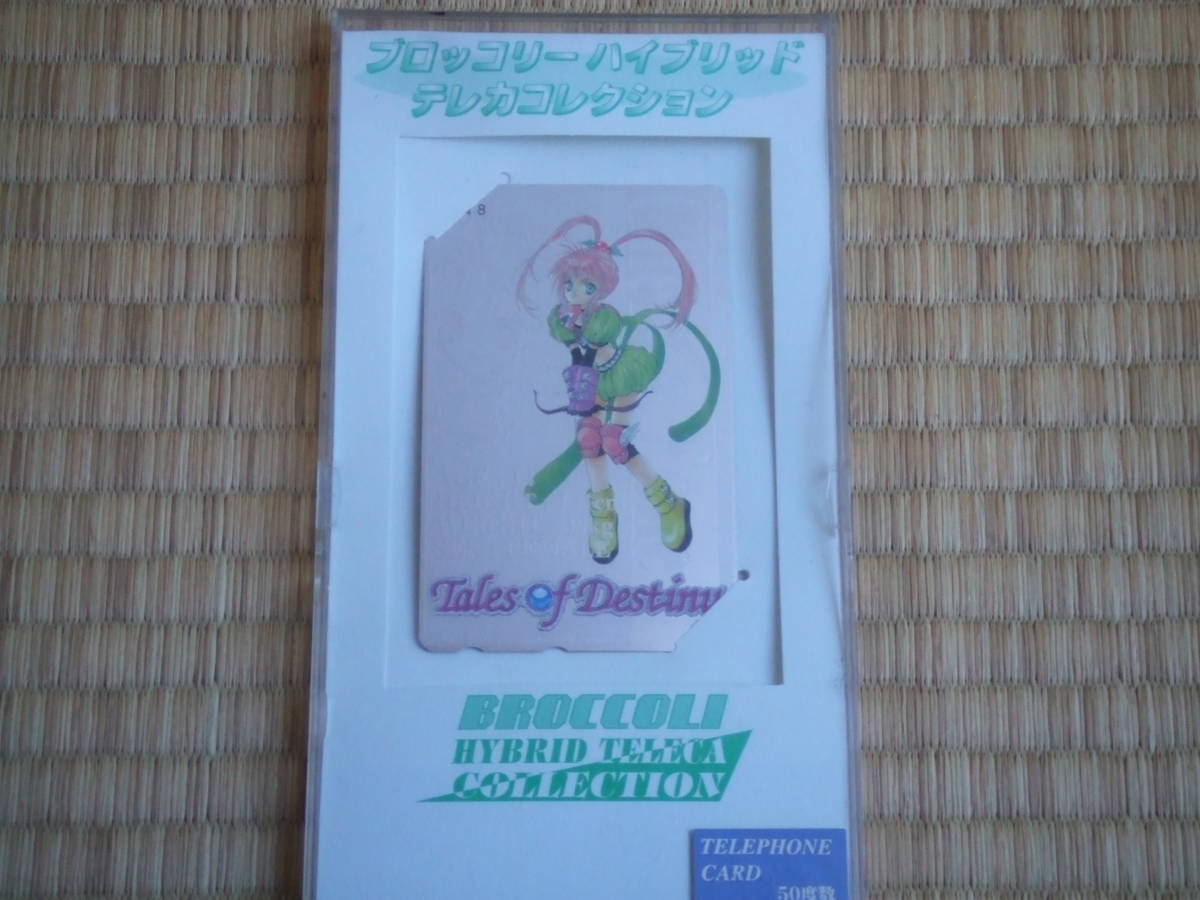 ブロッコリーハイブリッド
テレカコレクション
8
Tales of Destiny
BROCCOLI
HYBRID TELECA
COLLECTION
TELEPHONE
CARD
50度数